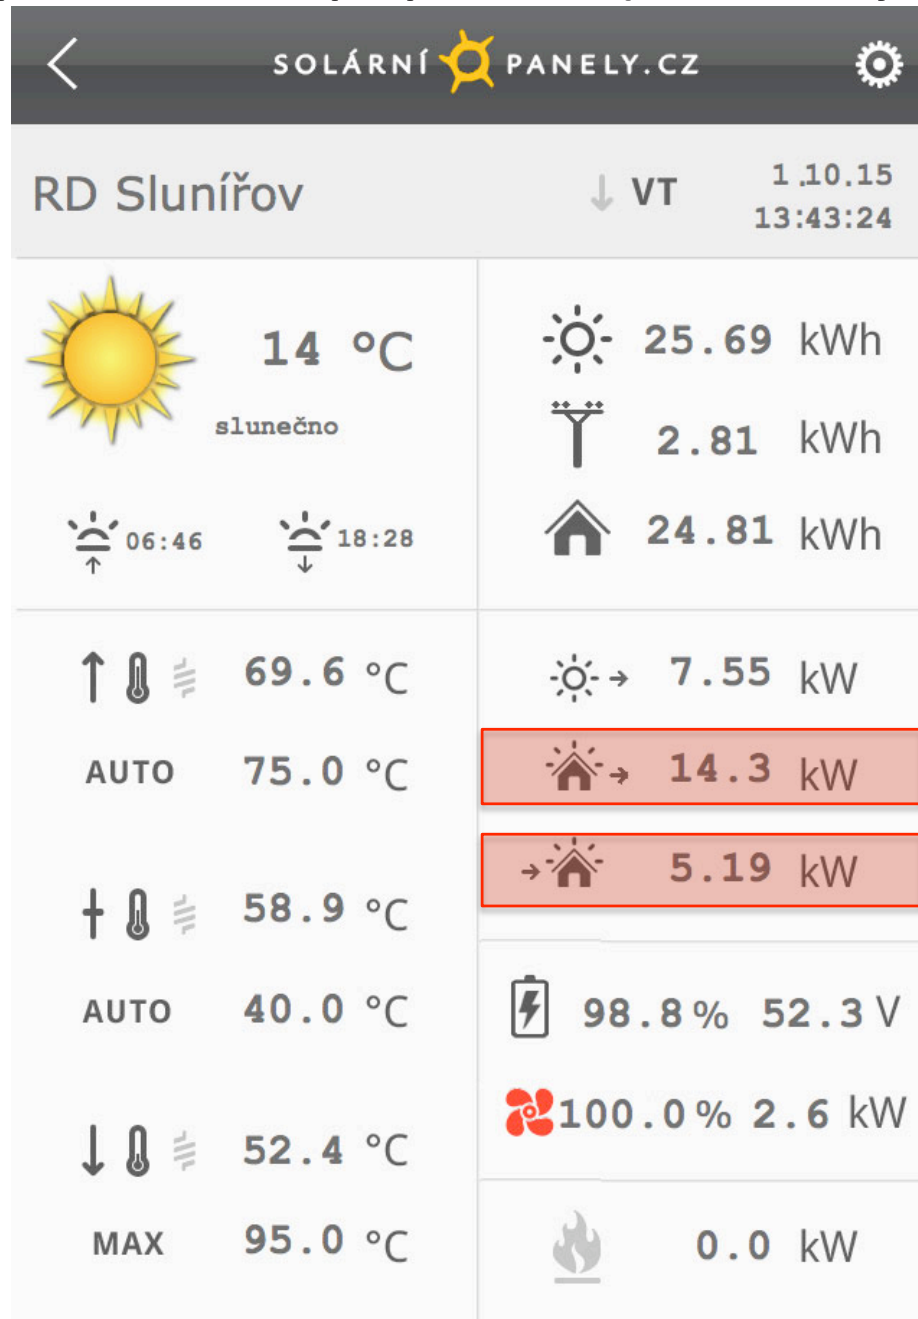 SOLÁRNÍ PANELY.CZ
RD Slunířov
VT
1.10.15
13:43:24
14 °C
slunečno
06:46
18:28
25.69 kWh
2.81 kWh
24.81 kWh
69.6 °C
AUTO 75.0 °C
58.9 °C
AUTO 40.0 °C
52.4 °C
MAX 95.0 °C
7.55 kW
14.3 kW
5.19 kW
98.8% 52.3 V
100.0% 2.6 kW
0.0 kW